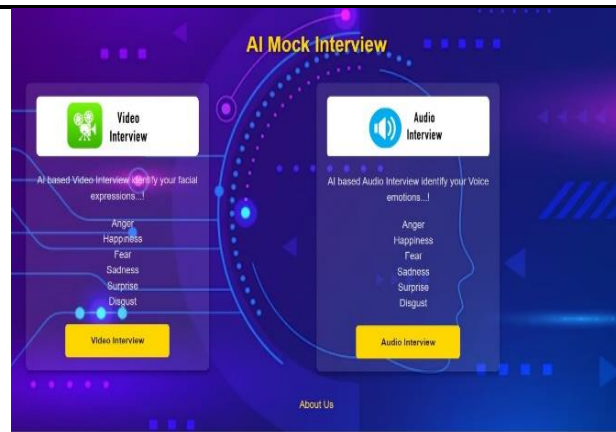 AI Mock Interview
Video
Interview
AI based Video Interview identify your facial
expressions...!
Anger
Happiness
Fear
Sadness
Surprise
Disgust
Video Interview
Audio
Interview
AI based Audio Interview identify your Voice
emotions...!
Anger
Happiness
Fear
Sadness
Surprise
Disgust
Audio Interview
About Us